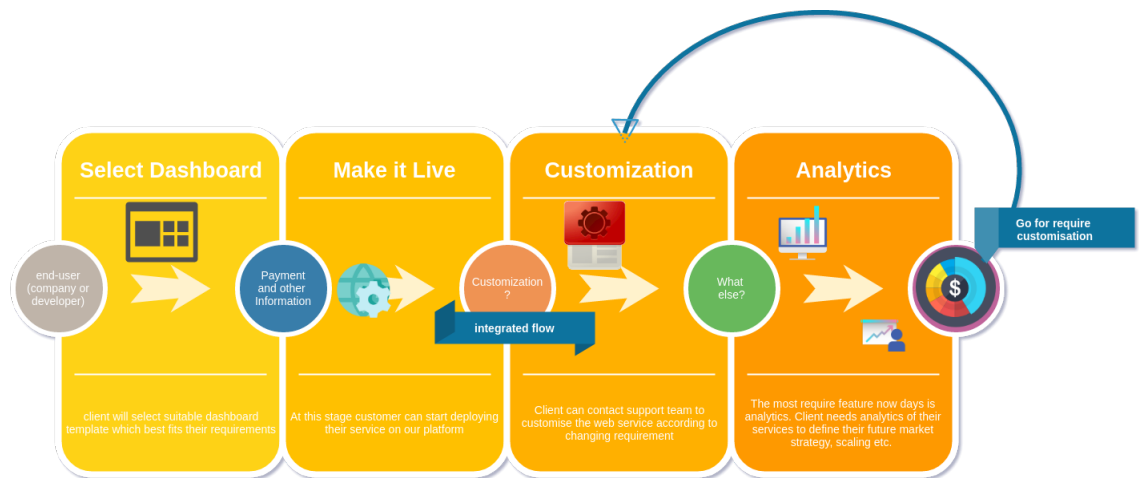 Select Dashboard
Make it Live
Customization
Analytics
Go for require
customisation
end-user
(company or
developer)
Payment
and other
Information
Customization
?
What
else?
$
integrated flow
client will select suitable dashboard
template which best fits their requirements
At this stage customer can start deploying
their service on our platform
Client can contact support team to
customise the web service according to
changing requirement
The most require feature now days is
analytics. Client needs analytics of their
services to define their future market
strategy, scaling etc.